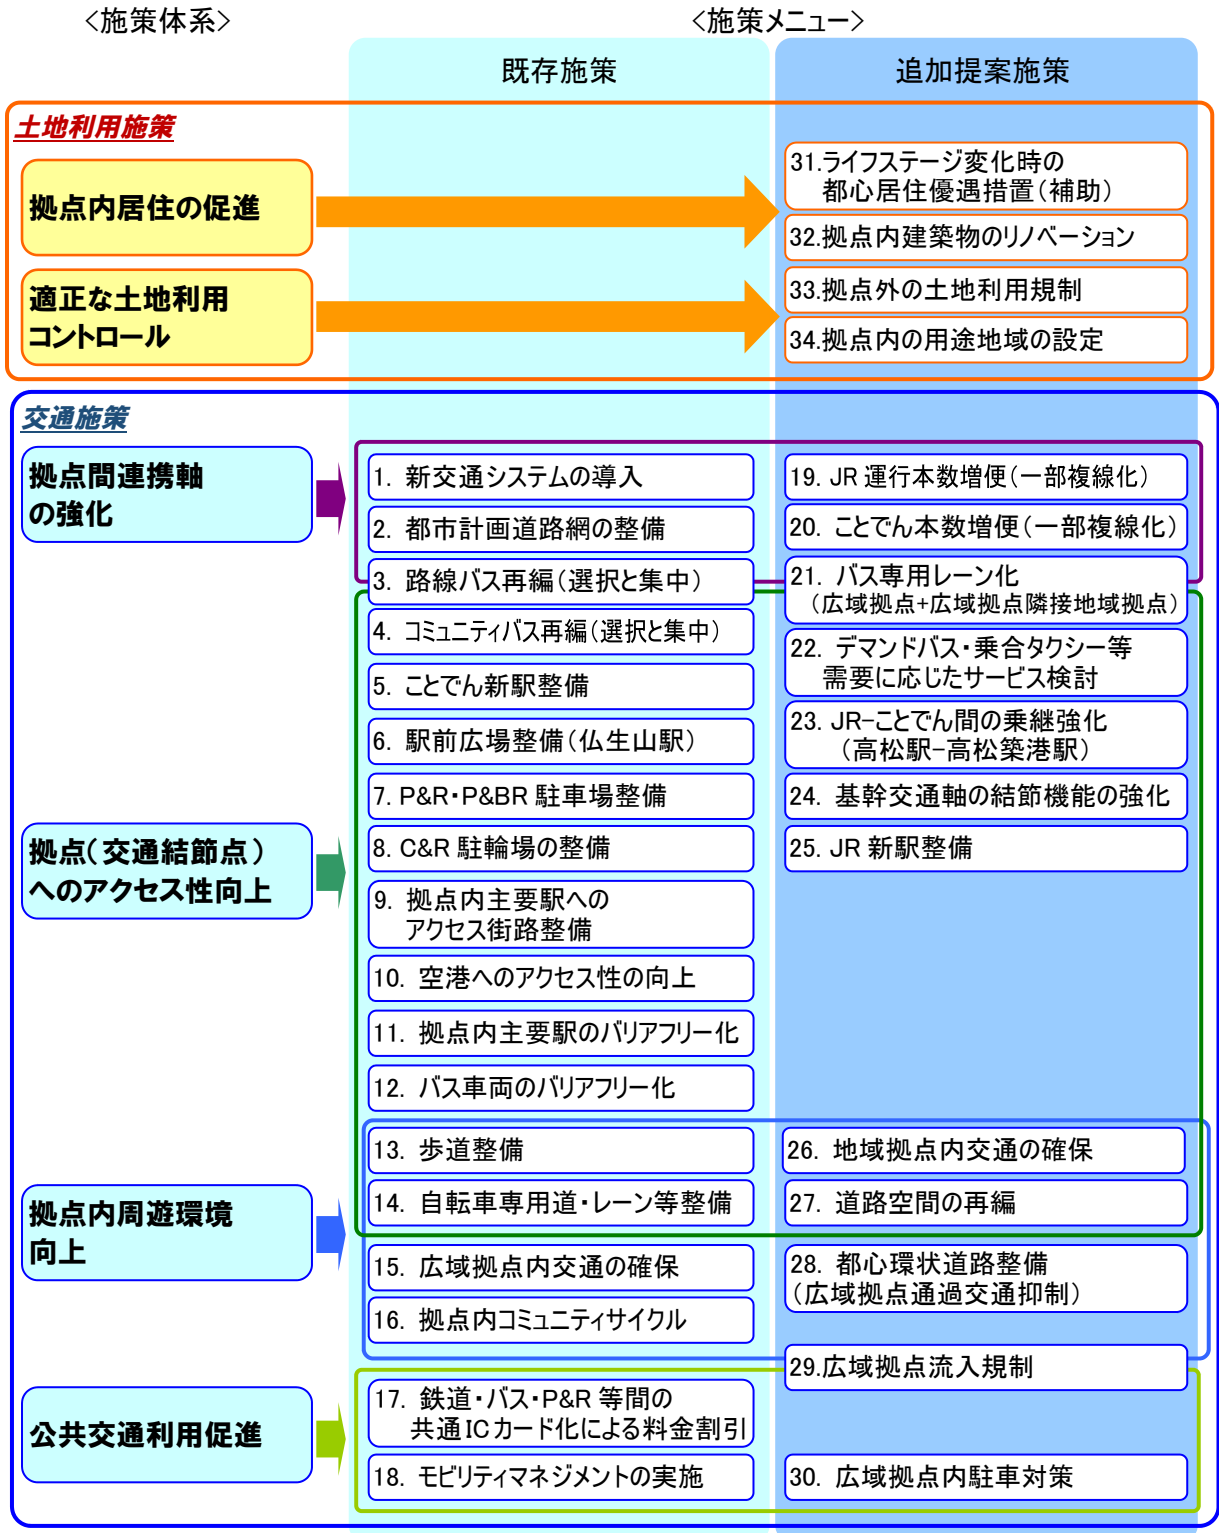 <施策体系>
<施策メニュー>
既存施策
追加提案施策
土地利用施策
拠点内居住の促進
31.ライフステージ変化時の
都心居住優遇措置(補助)
32.拠点内建築物のリノベーション
適正な土地利用
コントロール
33.拠点外の土地利用規制
34.拠点内の用途地域の設定
交通施策
拠点間連携軸
の強化
1. 新交通システムの導入
2. 都市計画道路網の整備
3. 路線バス再編(選択と集中)
4. コミュニティバス再編(選択と集中)
5. ことでん新駅整備
6. 駅前広場整備(仏生山駅)
7. P&R・P&BR 駐車場整備
8. C&R 駐輪場の整備
9. 拠点内主要駅への
アクセス街路整備
10. 空港へのアクセス性の向上
11. 拠点内主要駅のバリアフリー化
12. バス車両のバリアフリー化
13. 歩道整備
14. 自転車専用道・レーン等整備
15. 広域拠点内交通の確保
16. 拠点内コミュニティサイクル
17. 鉄道・バス・P&R 等間の
共通ICカード化による料金割引
18. モビリティマネジメントの実施
19. JR 運行本数増便(一部複線化)
20. ことでん本数増便(一部複線化)
21. バス専用レーン化
(広域拠点+広域拠点隣接地域拠点)
22. デマンドバス・乗合タクシー等
需要に応じたサービス検討
23. JR-ことでん間の乗継強化
(高松駅-高松築港駅)
24. 基幹交通軸の結節機能の強化
25. JR 新駅整備
26. 地域拠点内交通の確保
27. 道路空間の再編
28. 都心環状道路整備
(広域拠点通過交通抑制)
29.広域拠点流入規制
30. 広域拠点内駐車対策
拠点(交通結節点)
へのアクセス性向上
拠点内周遊環境
向上
公共交通利用促進